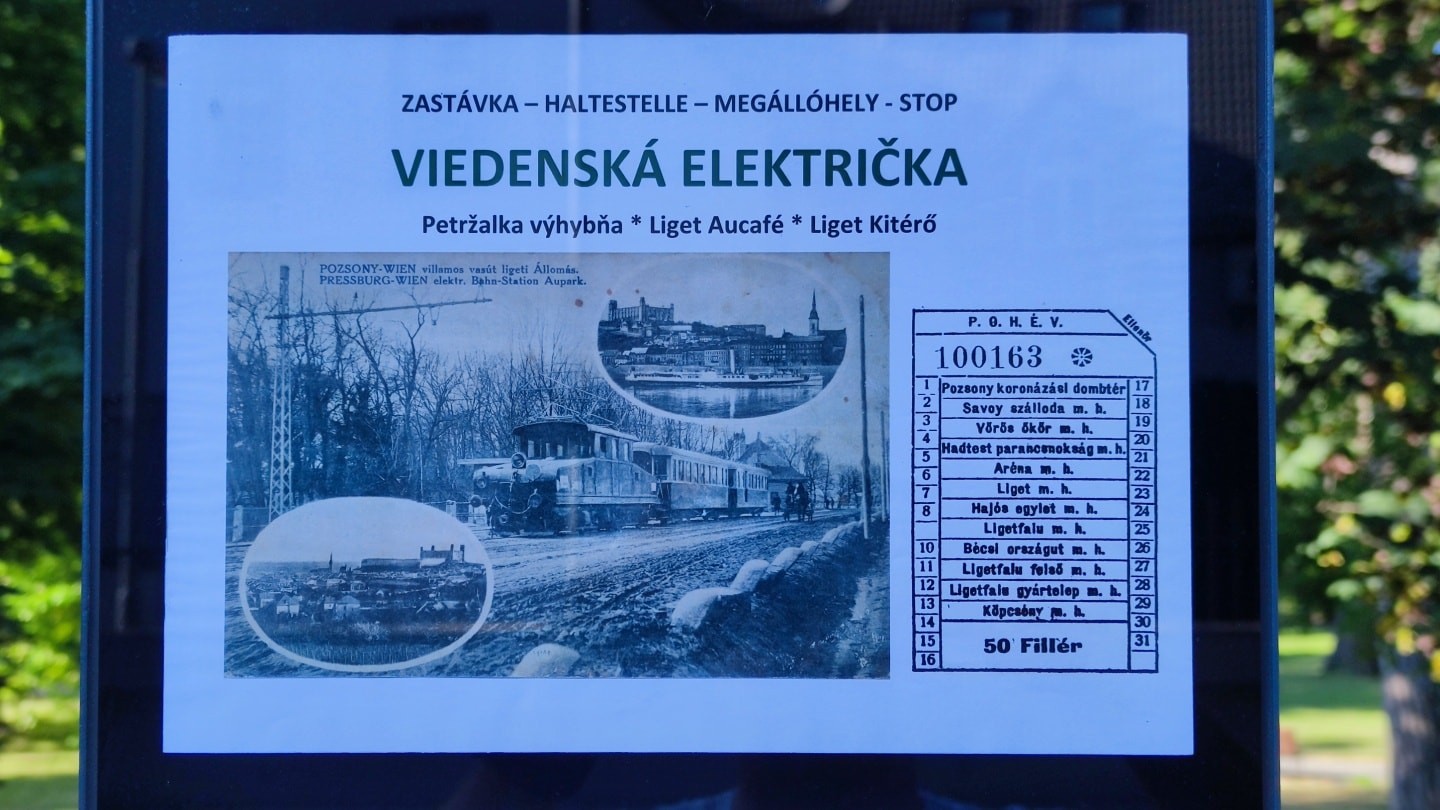 ZASTÁVKA – HALTESTELLE – MEGÁLLÓHELY - STOP
VIEDENSKÁ ELEKTRIČKA
Petržalka výhybňa * Liget Aucafé * Liget Kitérő
POZSONY-WIEN villamos vasút ligeti Állomás.
PRESSBURG-WIEN elektr. Bahn-Station Aupark.
P. O. H. É. V.
Ellenőr
100163
1 Pozsony koronázási dombtér 17
2 Savoy szálloda m. h. 18
3 Vörös ökör m. h. 19
4 Hadtest parancsnokság m. h. 20
5 Aréna m. h. 21
6 Liget m. h. 22
7 Hajós egylet m. h. 23
8 Ligetfalu m. h. 24
Bécsi országut m. h. 25
10 Ligetfalu felső m. h. 26
11 Ligetfalu gyártelep m. h. 27
12 Köpcsény m. h. 28
13 29
14 30
15 50 Fillér 31
16